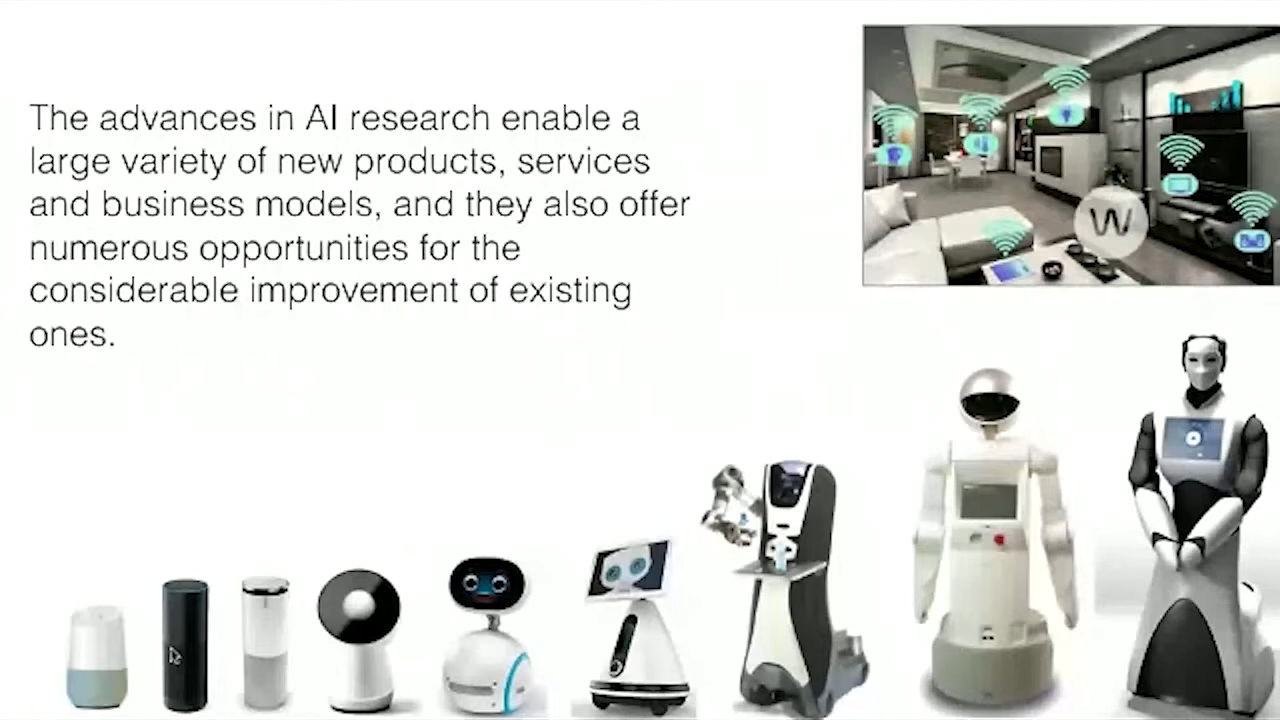 The advances in AI research enable a
large variety of new products, services
and business models, and they also offer
numerous opportunities for the
considerable improvement of existing
ones.
W